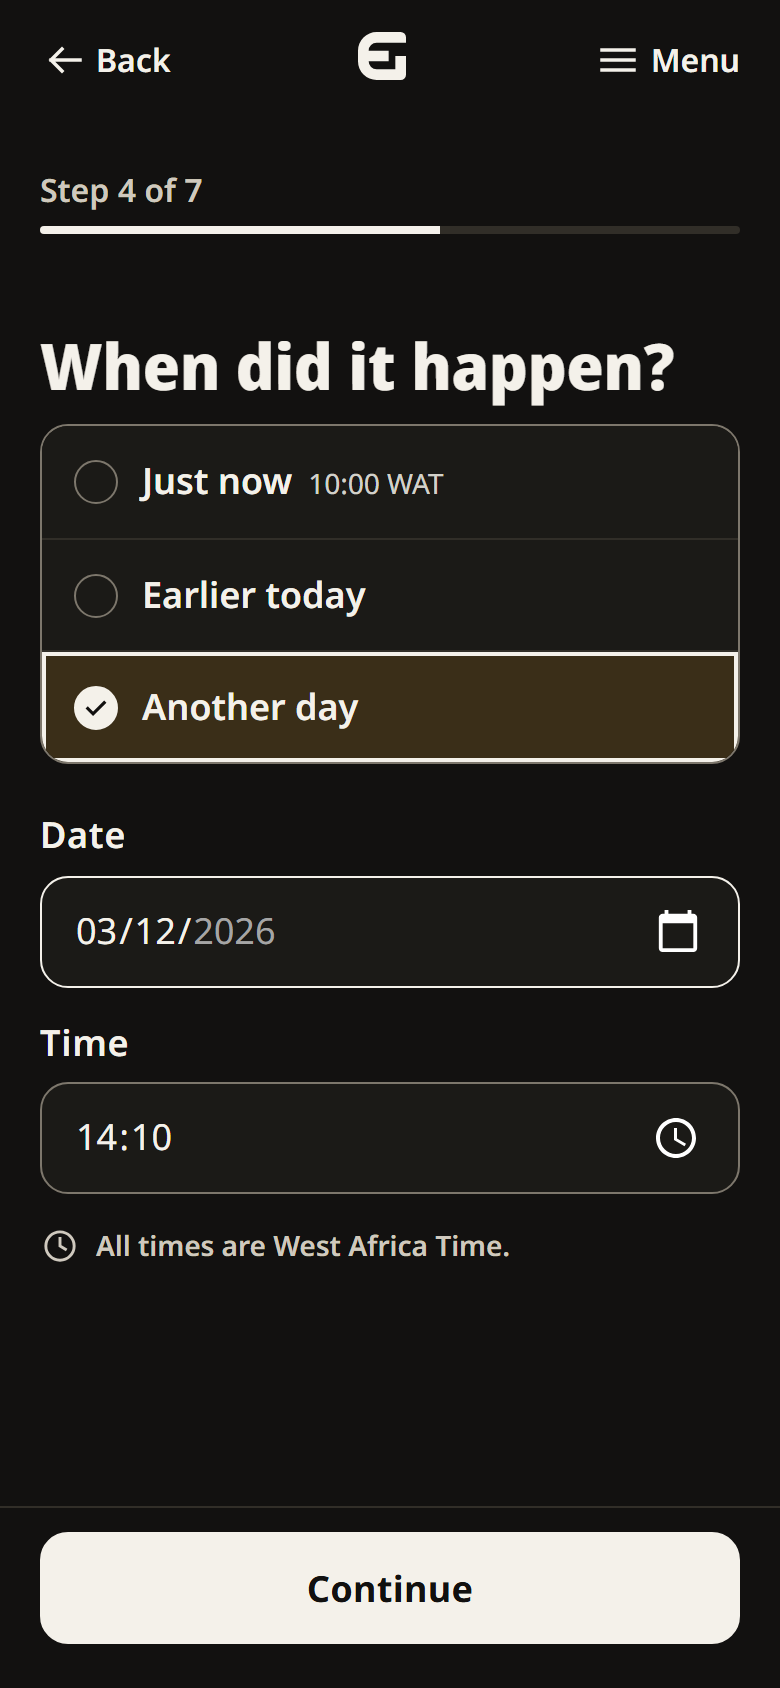 Back
Menu
Step 4 of 7
When did it happen?
Just now 10:00 WAT
Earlier today
Another day
Date
03/12/2026
Time
14:10
All times are West Africa Time.
Continue